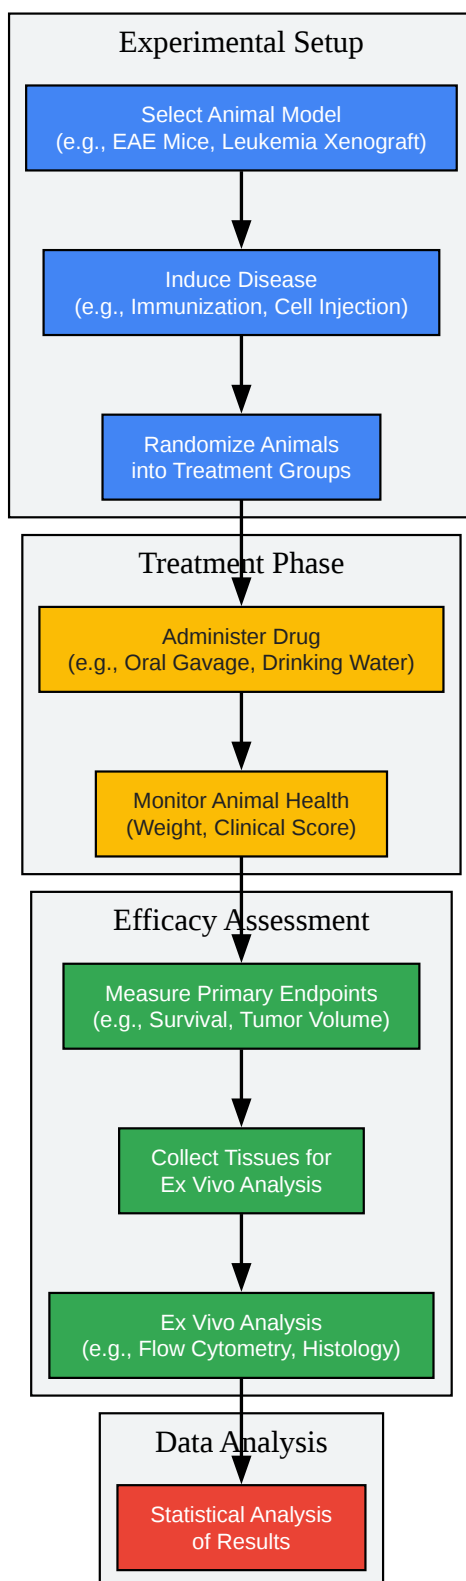 Experimental Setup
Select Animal Model
(e.g., EAE Mice, Leukemia Xenograft)
Induce Disease
(e.g., Immunization, Cell Injection)
Randomize Animals
into Treatment Groups
Treatment Phase
Administer Drug
(e.g., Oral Gavage, Drinking Water)
Monitor Animal Health
(Weight, Clinical Score)
Efficacy Assessment
Measure Primary Endpoints
(e.g., Survival, Tumor Volume)
Collect Tissues for
Ex Vivo Analysis
Ex Vivo Analysis
(e.g., Flow Cytometry, Histology)
Data Analysis
Statistical Analysis
of Results